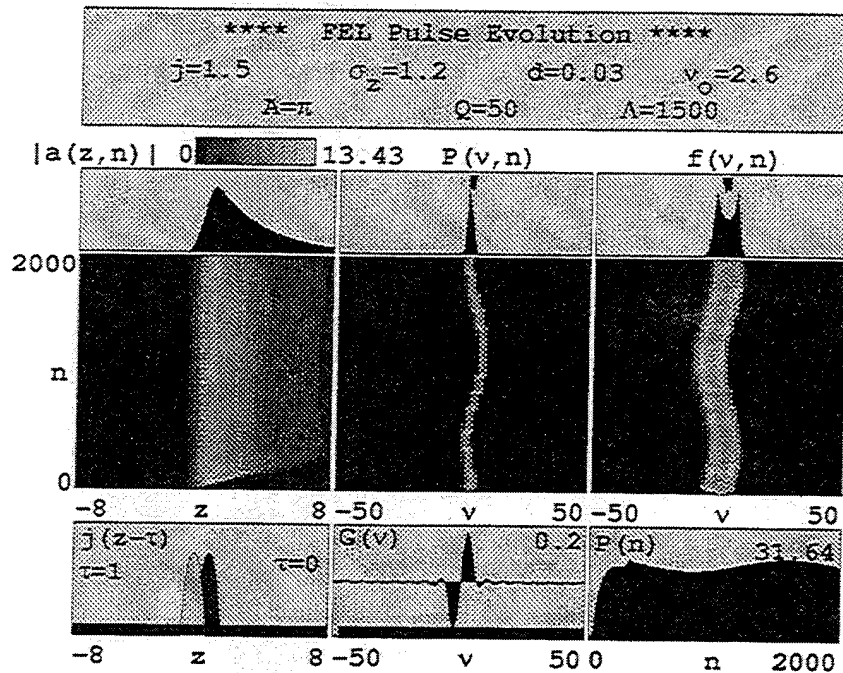 **** FEL Pulse Evolution ****
j=1.5 σz=1.2 d=0.03 νo=2.6
A=π Q=50 Λ=1500
|a(z,n)| 0 13.43 P(ν,n) f(ν,n)
2000
n
0
-8 z 8 -50 ν 50 -50 ν 50
j(z-τ) G(ν) 0.2 P(n) 31.64
τ=1 τ=0
-8 z 8 -50 ν 50 0 n 2000